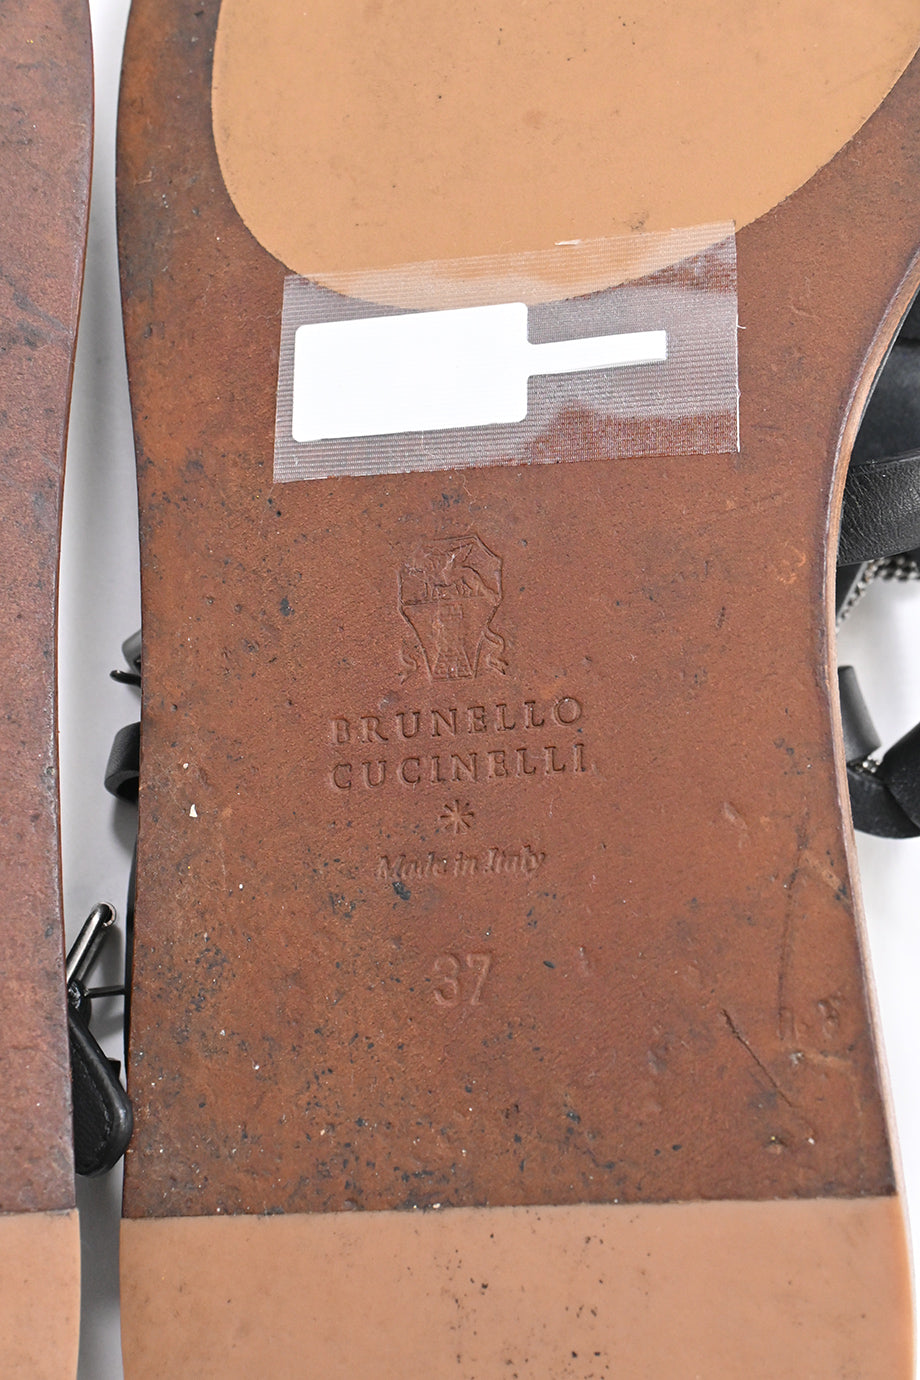 BRUNELLO
CUCINELLI
Made in Italy
37